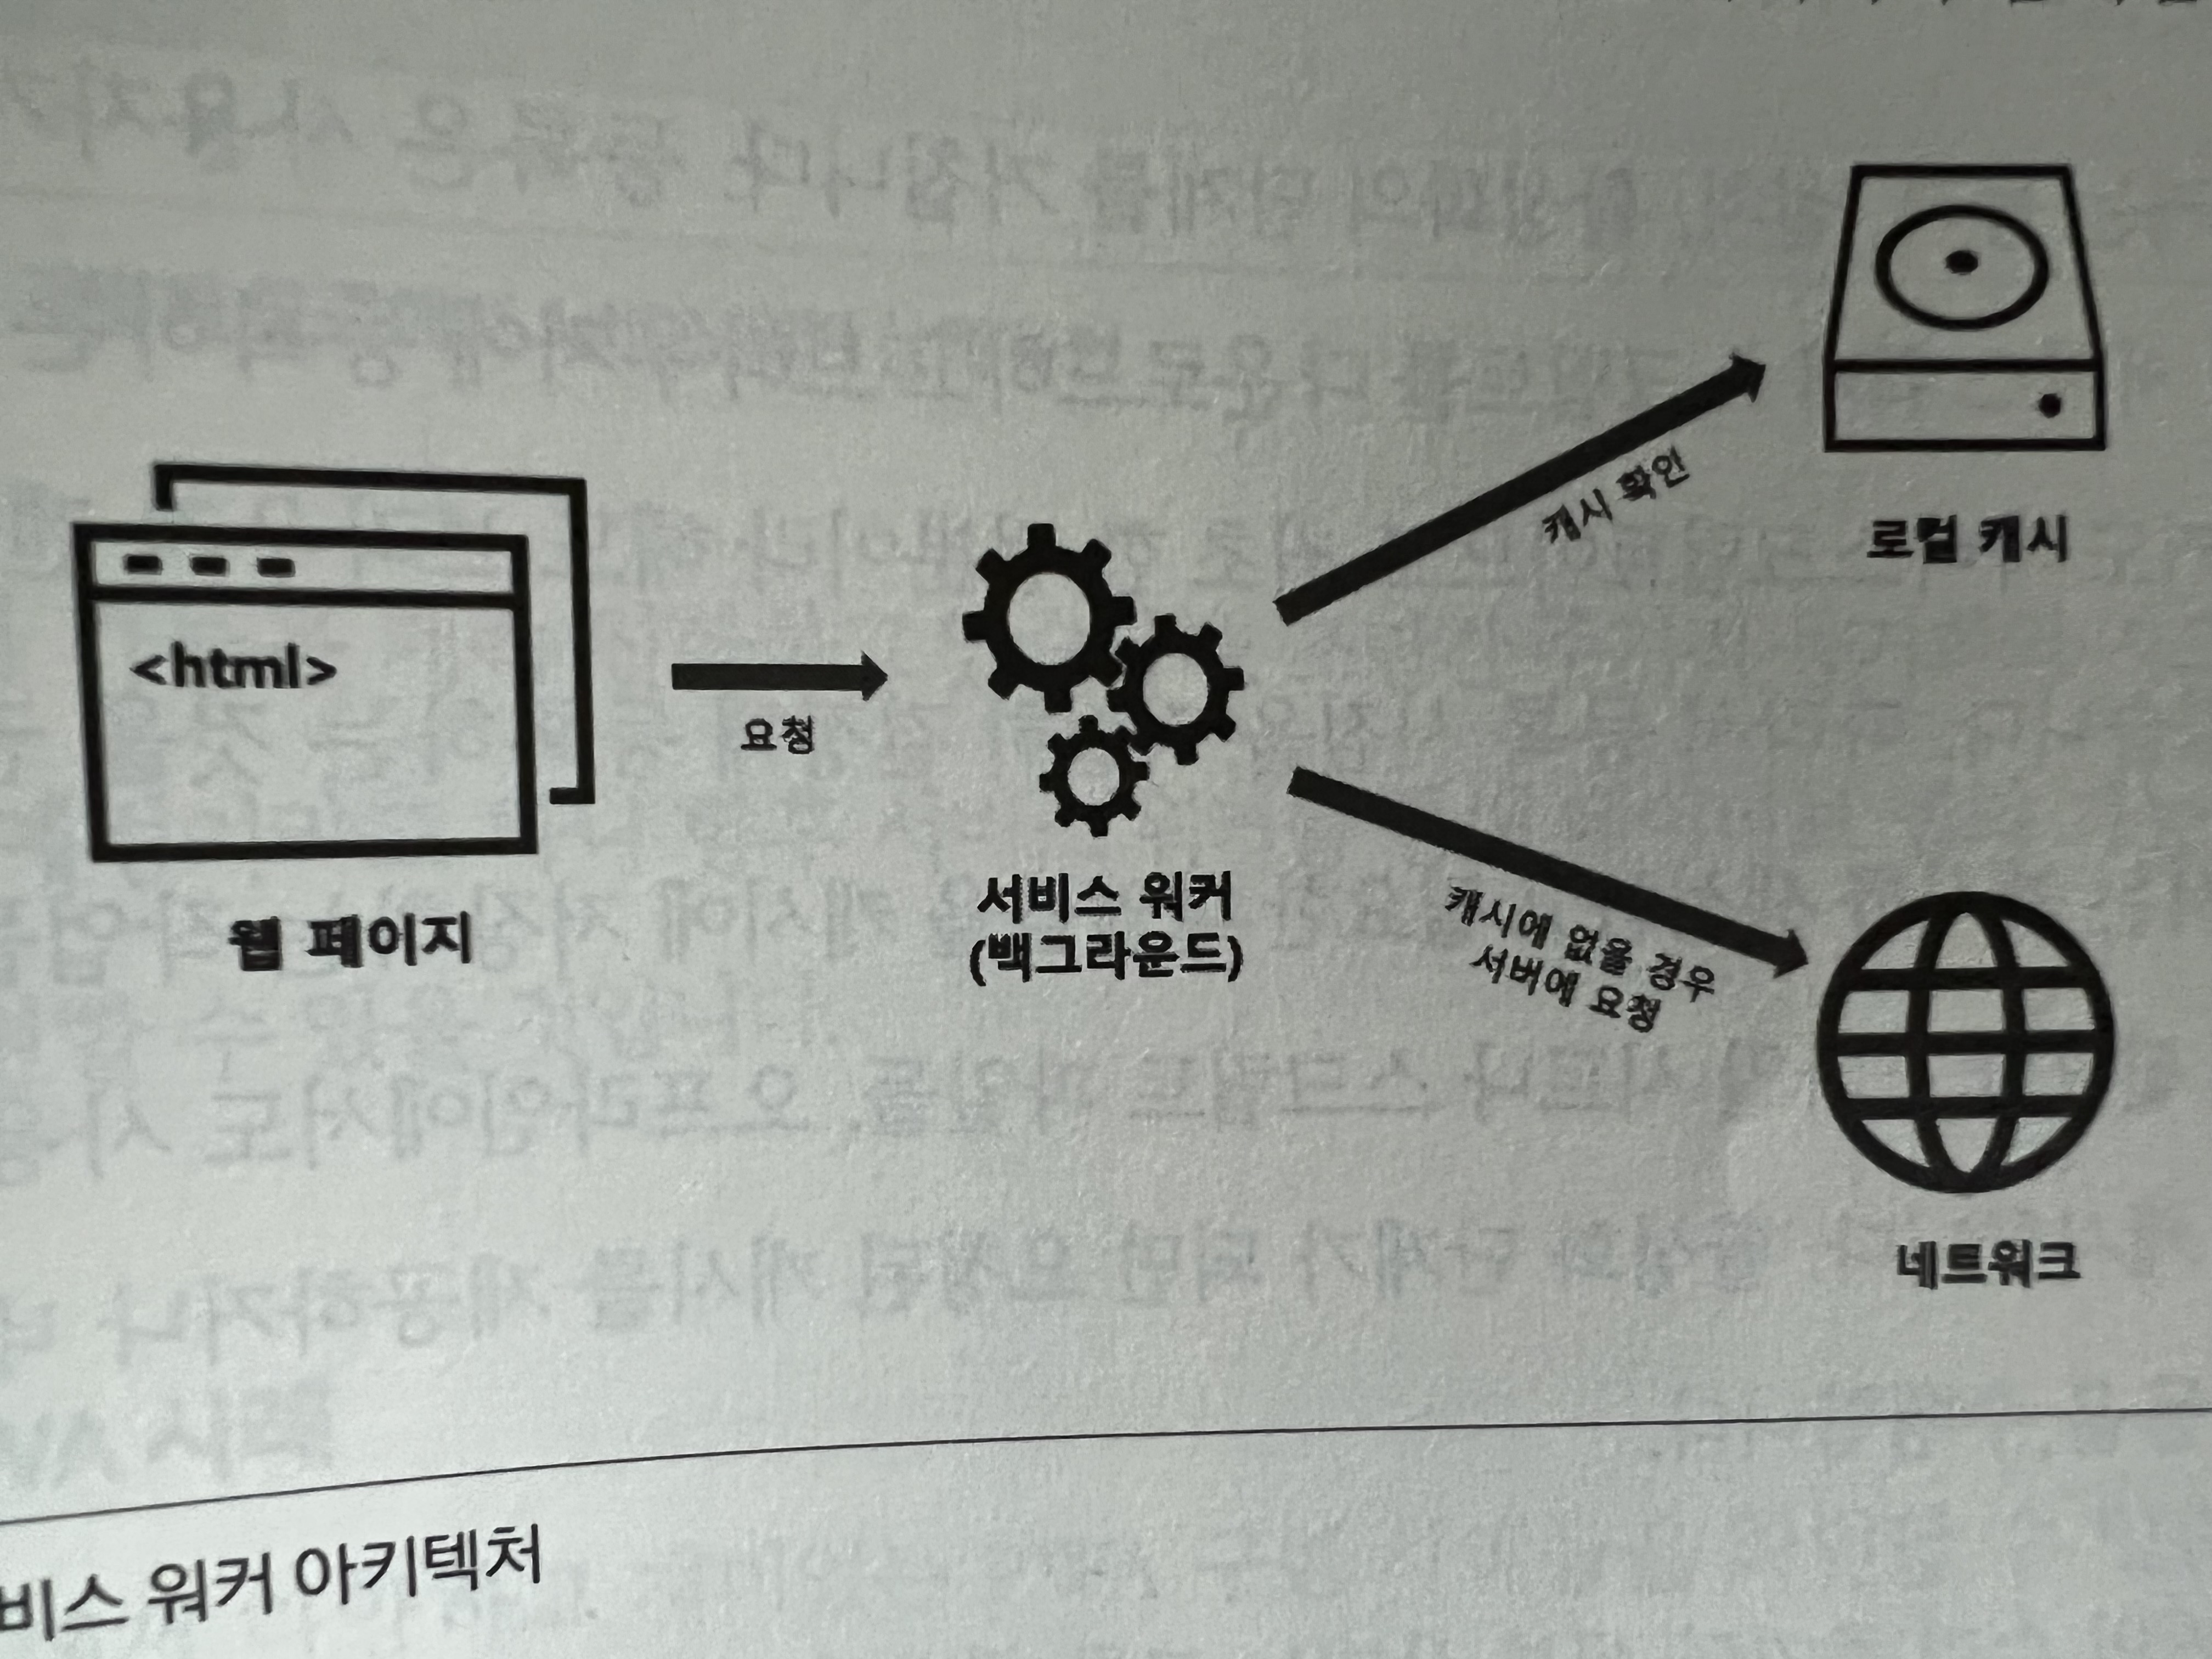 <html>
웹 페이지
요청
서비스 워커
(백그라운드)
캐시 확인
로컬 캐시
캐시에 없을 경우
서버에 요청
네트워크
비스 워커 아키텍처